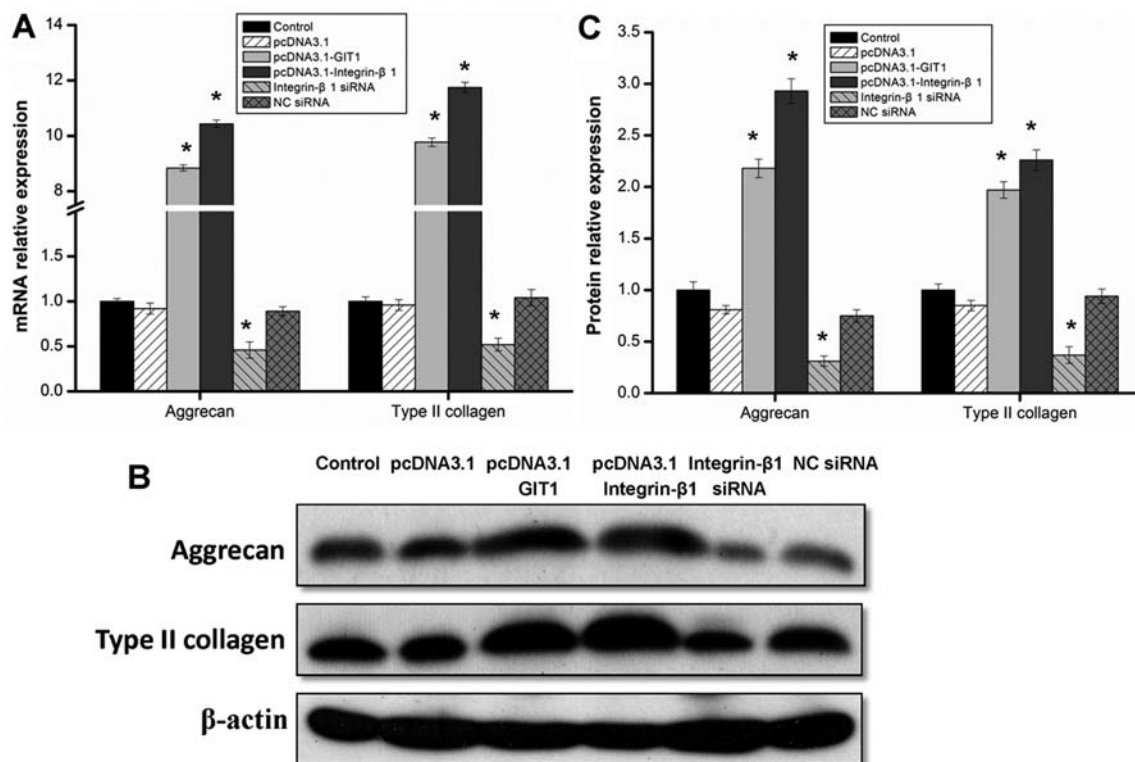 A
mRNA relative expression
14
12
10
8
1.5
1.0
0.5
0.0
Control
pcDNA3.1
pcDNA3.1-GIT1
pcDNA3.1-Integrin-β 1
Integrin-β 1 siRNA
NC siRNA
* * * * * *
Aggrecan Type II collagen
C
Protein relative expression
3.5
3.0
2.5
2.0
1.5
1.0
0.5
0.0
Control
pcDNA3.1
pcDNA3.1-GIT1
pcDNA3.1-Integrin-β 1
Integrin-β 1 siRNA
NC siRNA
* * * * * *
Aggrecan Type II collagen
B
Control pcDNA3.1 pcDNA3.1 pcDNA3.1 Integrin-β1 NC siRNA
GIT1 Integrin-β1 siRNA
Aggrecan
Type II collagen
β-actin